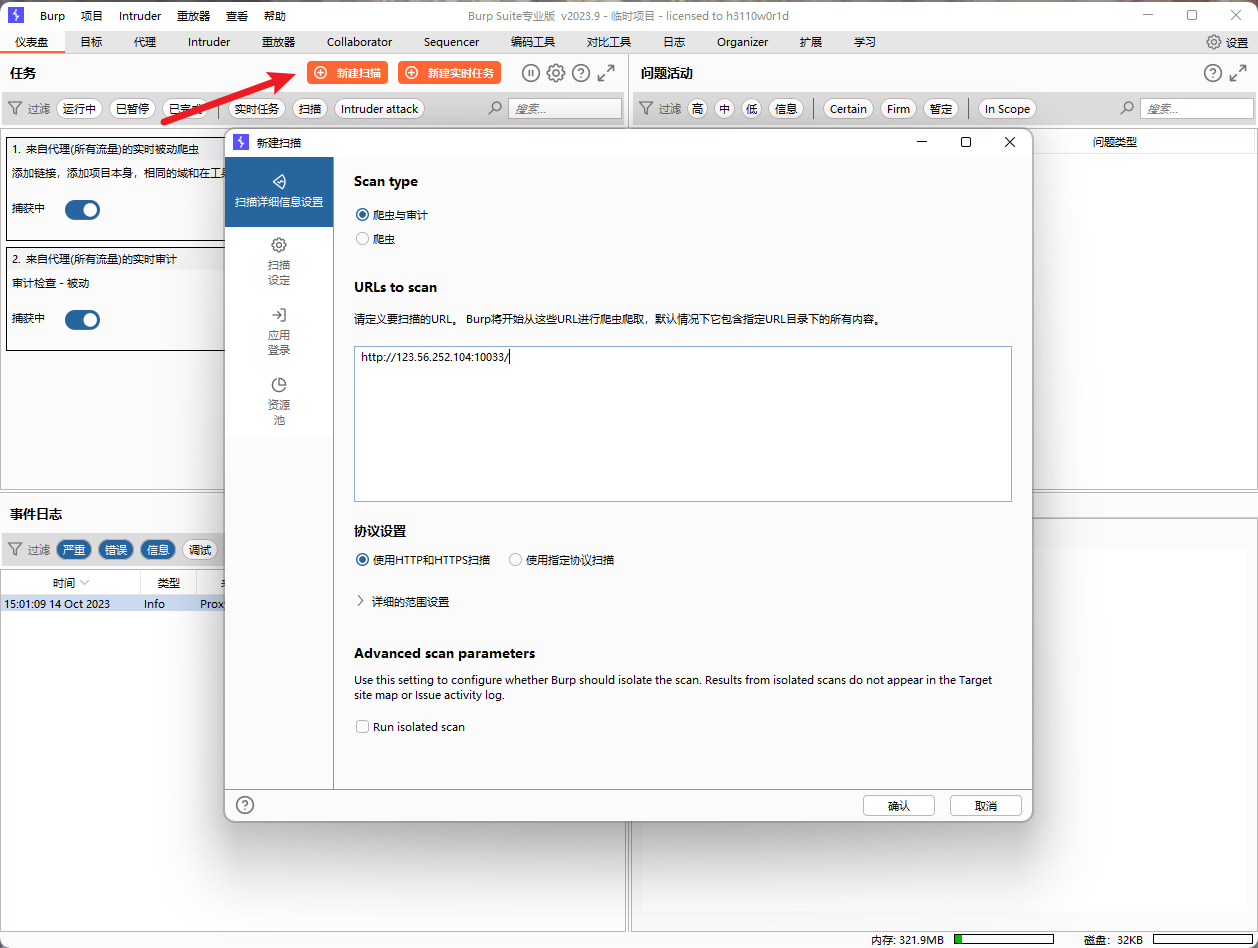 Burp 项目 Intruder 重放器 查看 帮助 Burp Suite专业版 v2023.9 - 临时项目 - licensed to h3110w0r1d
仪表盘 目标 代理 Intruder 重放器 Collaborator Sequencer 编码工具 对比工具 日志 Organizer 扩展 学习 设置
任务 新建扫描 新建实时任务
过滤 运行中 已暂停 已完成 实时任务 扫描 Intruder attack 搜索...
1. 来自代理(所有流量)的实时被动爬虫
添加链接，添加项目本身，相同的域和在工具
捕获中
2. 来自代理(所有流量)的实时审计
审计检查 - 被动
捕获中
问题活动
过滤 高 中 低 信息 Certain Firm 暂定 In Scope 搜索...
问题类型
新建扫描
扫描详细信息设置
扫描
设定
应用
登录
资源
池
Scan type
爬虫与审计
爬虫
URLs to scan
请定义要扫描的URL。 Burp将开始从这些URL进行爬虫爬取，默认情况下它包含指定URL目录下的所有内容。
http://123.56.252.104:10033/
协议设置
使用HTTP和HTTPS扫描 使用指定协议扫描
详细的范围设置
Advanced scan parameters
Use this setting to configure whether Burp should isolate the scan. Results from isolated scans do not appear in the Target
site map or Issue activity log.
Run isolated scan
确认 取消
事件日志
过滤 严重 错误 信息 调试
时间 类型
15:01:09 14 Oct 2023 Info Prox
内存: 321.9MB 磁盘: 32KB